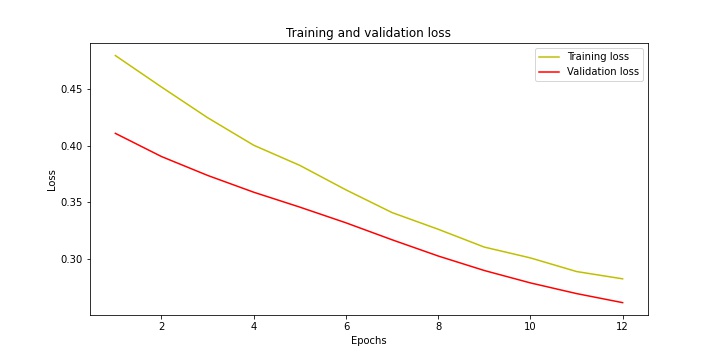 Training and validation loss
Training loss
Validation loss
Loss
0.45
0.40
0.35
0.30
2 4 6 8 10 12
Epochs